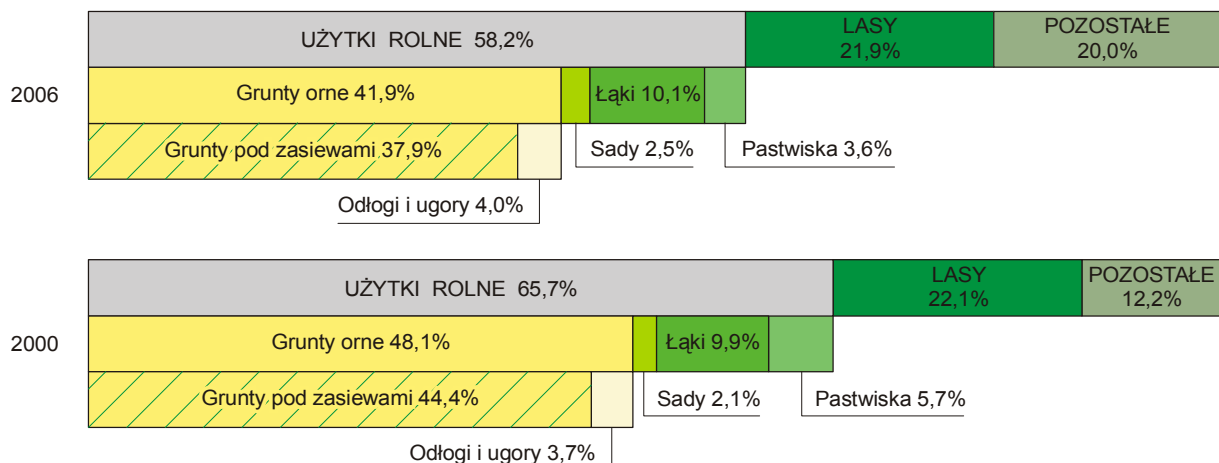 UŻYTKI ROLNE 58,2%
LASY
21,9%
POZOSTAŁE
20,0%
2006
Grunty orne 41,9%
Łąki 10,1%
Grunty pod zasiewami 37,9%
Sady 2,5%
Pastwiska 3,6%
Odłogi i ugory 4,0%
UŻYTKI ROLNE 65,7%
LASY
22,1%
POZOSTAŁE
12,2%
2000
Grunty orne 48,1%
Łąki 9,9%
Grunty pod zasiewami 44,4%
Sady 2,1%
Pastwiska 5,7%
Odłogi i ugory 3,7%